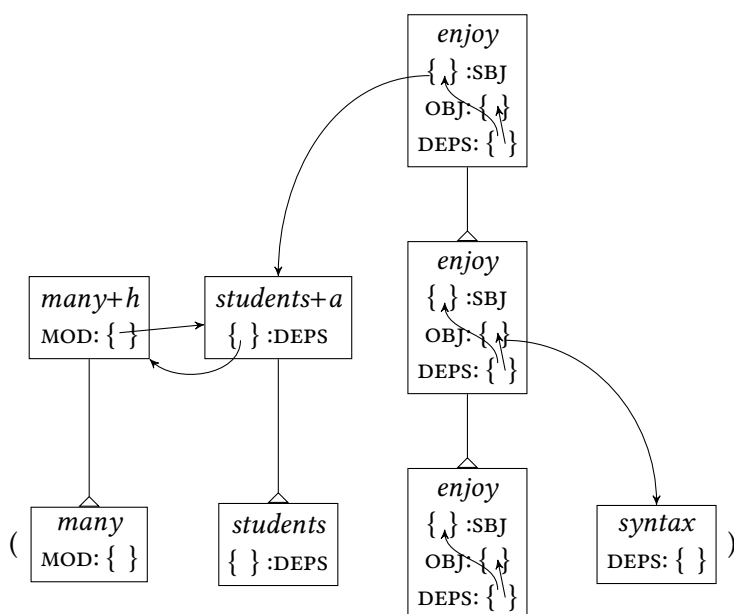 enjoy
{ } :SBJ
OBJ: { }
DEPS: { }
many+h
MOD: { }
students+a
{ } :DEPS
enjoy
{ } :SBJ
OBJ: { }
DEPS: { }
(
many
MOD: { }
students
{ } :DEPS
enjoy
{ } :SBJ
OBJ: { }
DEPS: { }
syntax
DEPS: { }
)